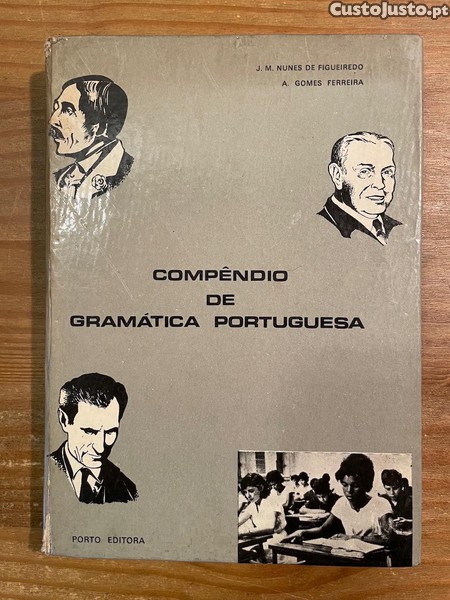 CustoJusto.pt
J. M. NUNES DE FIGUEIREDO
A. GOMES FERREIRA
COMPÊNDIO
DE
GRAMÁTICA PORTUGUESA
PORTO EDITORA